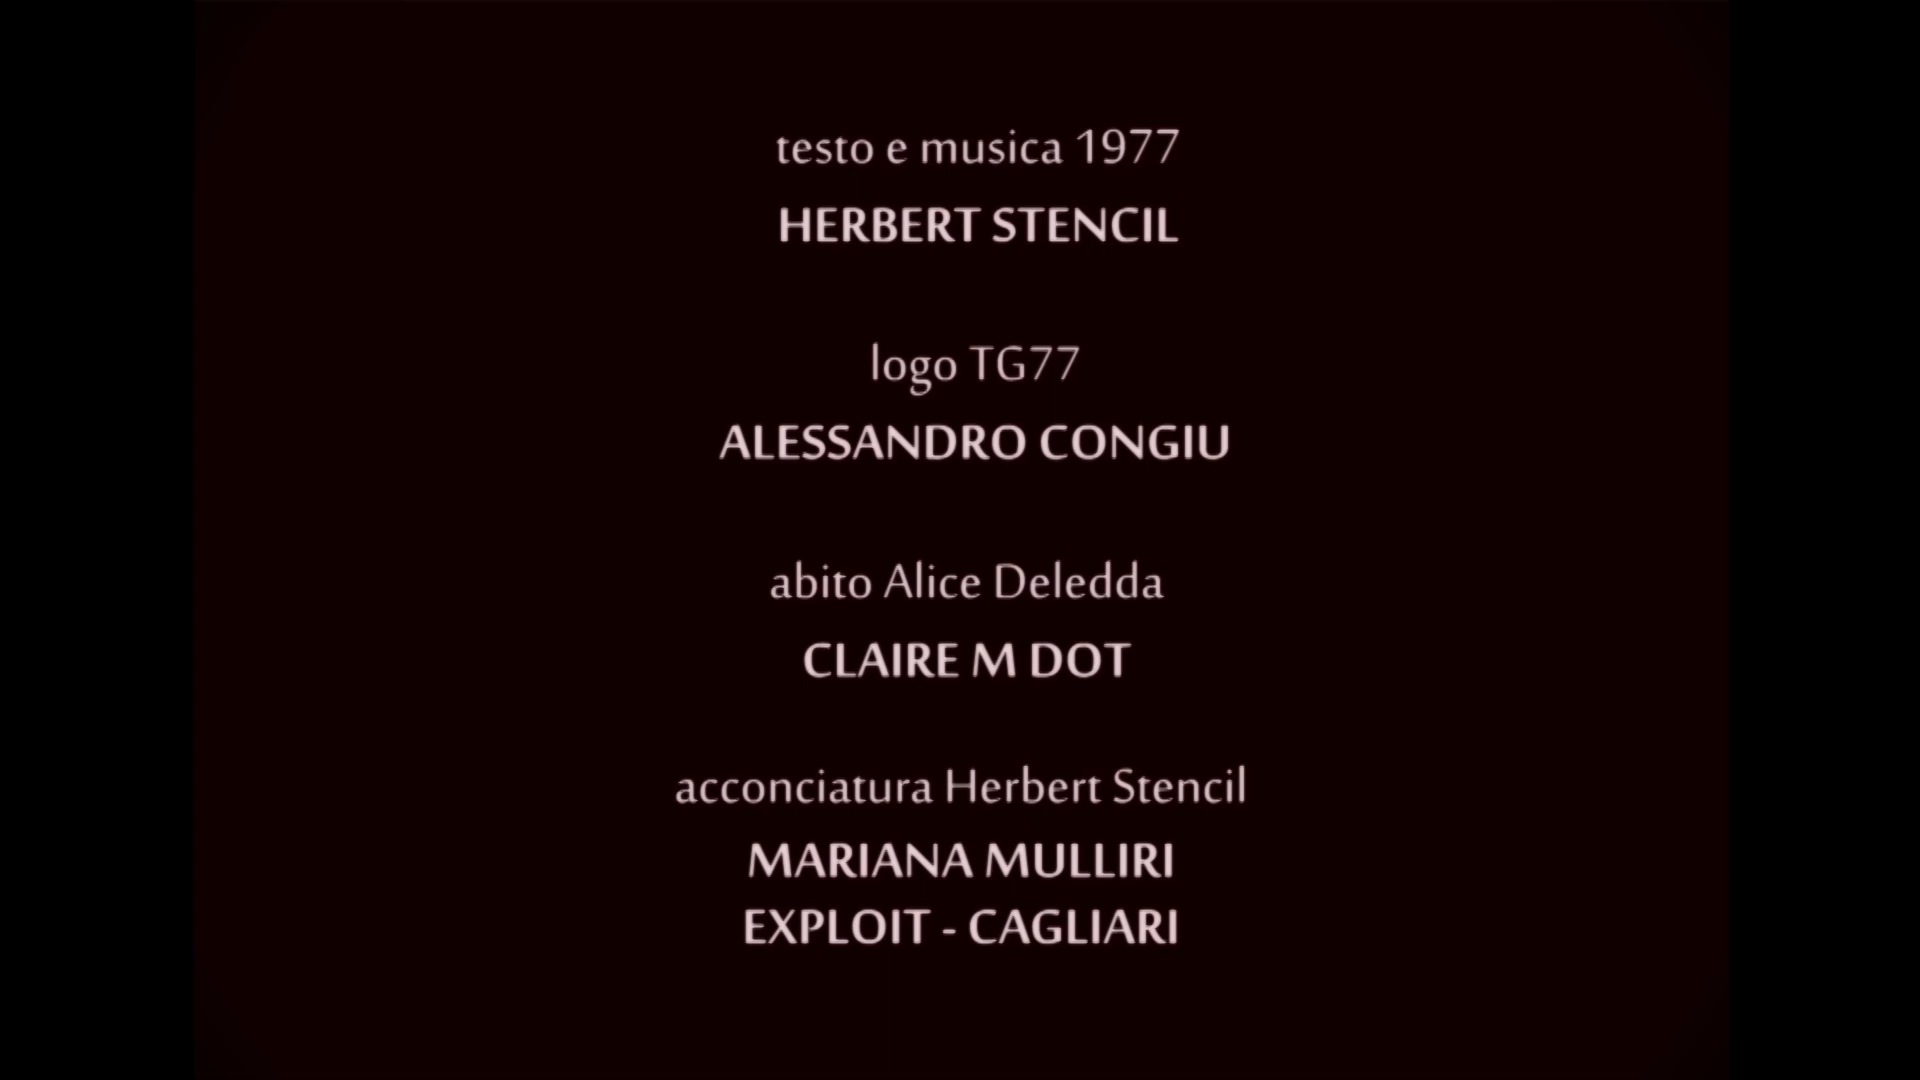 testo e musica 1977
HERBERT STENCIL
logo TG77
ALESSANDRO CONGIU
abito Alice Deledda
CLAIRE M DOT
acconciatura Herbert Stencil
MARIANA MULLIRI
EXPLOIT - CAGLIARI